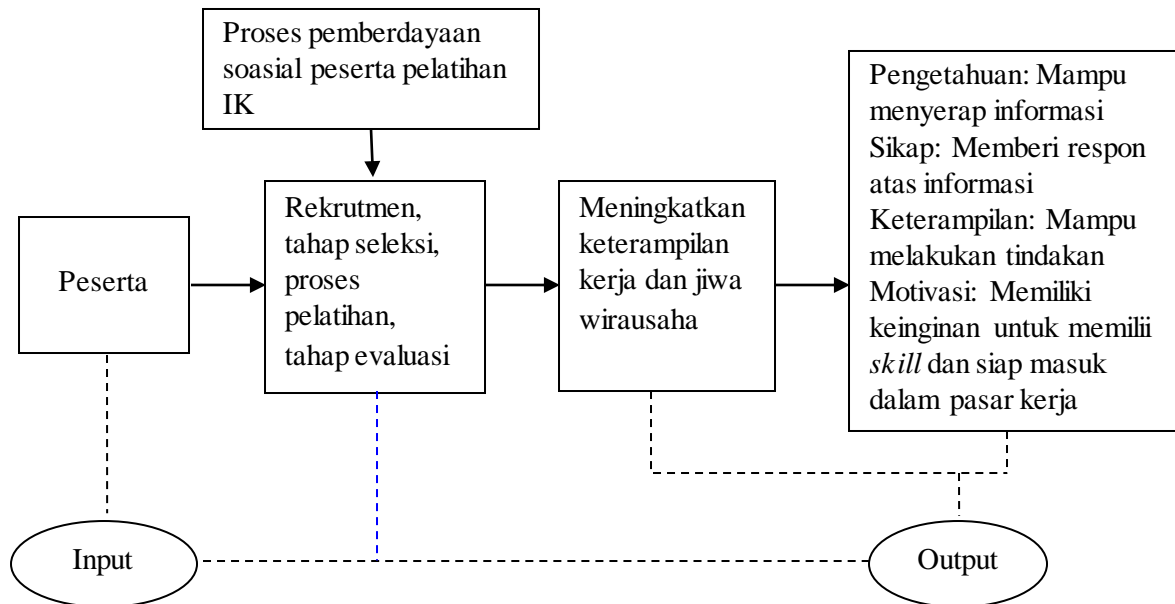 Proses pemberdayaan
soasial peserta pelatihan
IK
Peserta
Rekrutmen,
tahap seleksi,
proses
pelatihan,
tahap evaluasi
Meningkatkan
keterampilan
kerja dan jiwa
wirausaha
Pengetahuan: Mampu
menyerap informasi
Sikap: Memberi respon
atas informasi
Keterampilan: Mampu
melakukan tindakan
Motivasi: Memiliki
keinginan untuk memilii
skill dan siap masuk
dalam pasar kerja
Input
Output